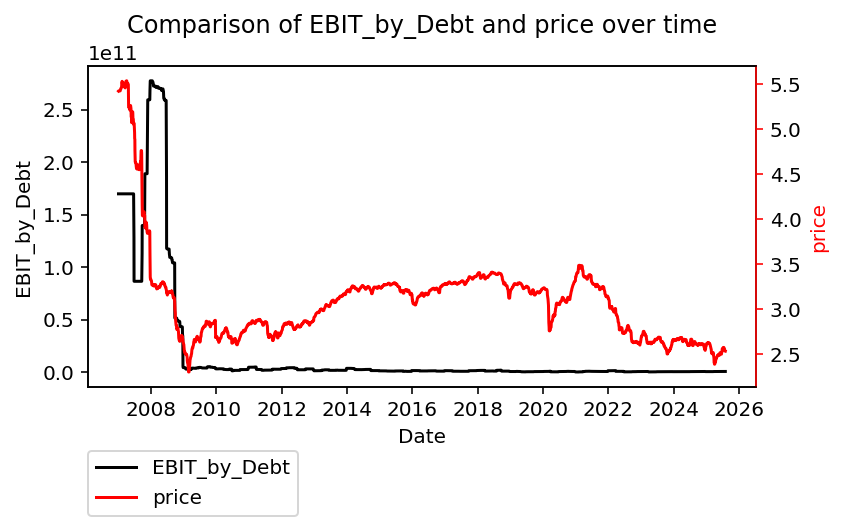 Comparison of EBIT_by_Debt and price over time
1e11
2.5
2.0
1.5
1.0
0.5
0.0
EBIT_by_Debt
5.5
5.0
4.5
4.0
3.5
3.0
2.5
price
2008 2010 2012 2014 2016 2018 2020 2022 2024 2026
Date
EBIT_by_Debt
price